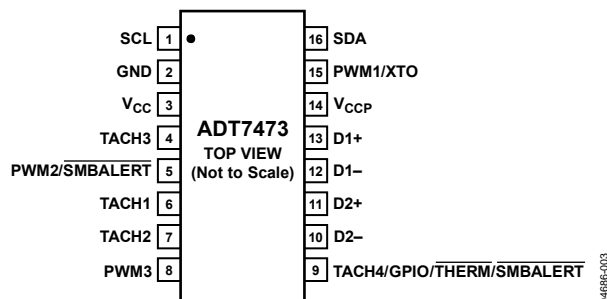 SCL 1 16 SDA
GND 2 15 PWM1/XTO
VCC 3 14 VCCP
TACH3 4 13 D1+
PWM2/SMBALERT 5 12 D1–
TACH1 6 11 D2+
TACH2 7 10 D2–
PWM3 8 9 TACH4/GPIO/THERM/SMBALERT
ADT7473
TOP VIEW
(Not to Scale)
4686-003